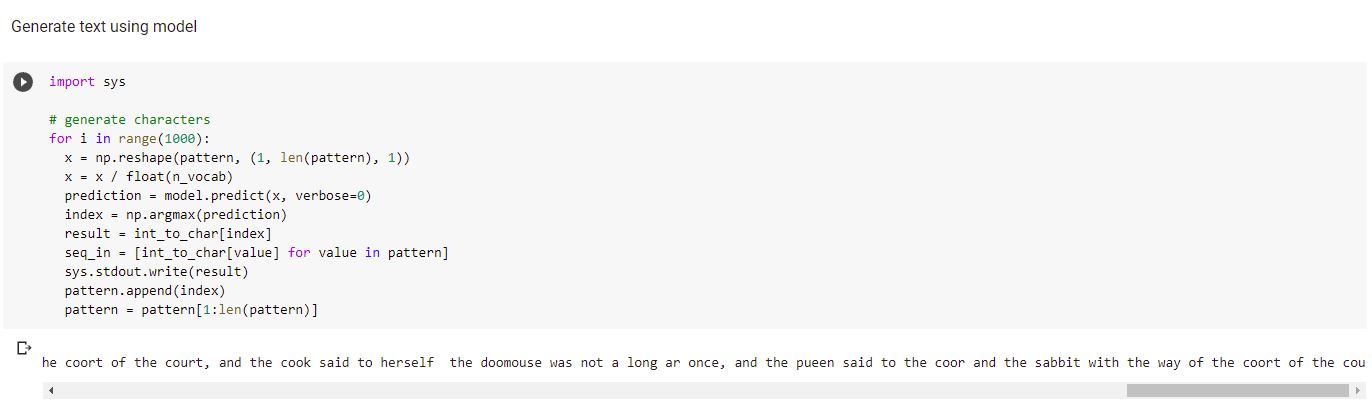 Generate text using model
import sys
# generate characters
for i in range(1000):
  x = np.reshape(pattern, (1, len(pattern), 1))
  x = x / float(n_vocab)
  prediction = model.predict(x, verbose=0)
  index = np.argmax(prediction)
  result = int_to_char[index]
  seq_in = [int_to_char[value] for value in pattern]
  sys.stdout.write(result)
  pattern.append(index)
  pattern = pattern[1:len(pattern)]
he coort of the court, and the cook said to herself  the doomouse was not a long ar once, and the pueen said to the coor and the sabbit with the way of the coort of the cou